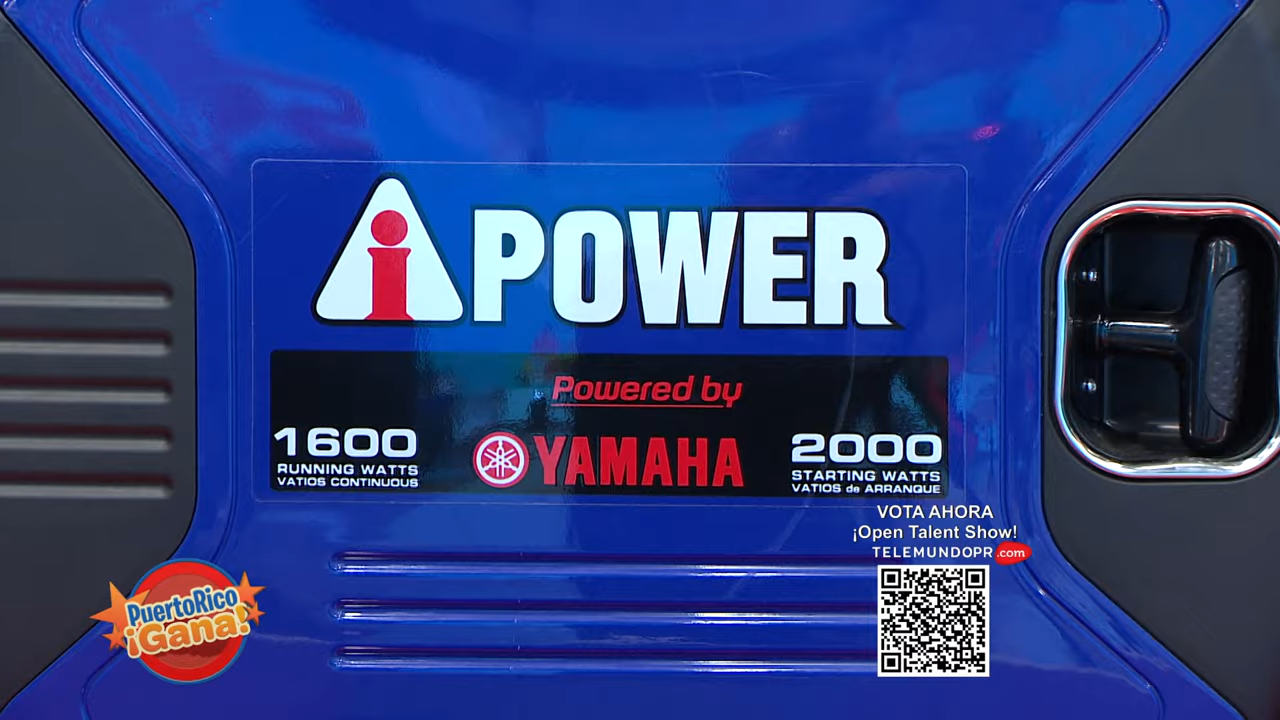 i POWER
Powered by
YAMAHA
1600
RUNNING WATTS
VATIOS CONTINUOUS
2000
STARTING WATTS
VATIOS de ARRANQUE
VOTA AHORA
¡Open Talent Show!
TELEMUNDOPR.com
PuertoRico
¡Gana!